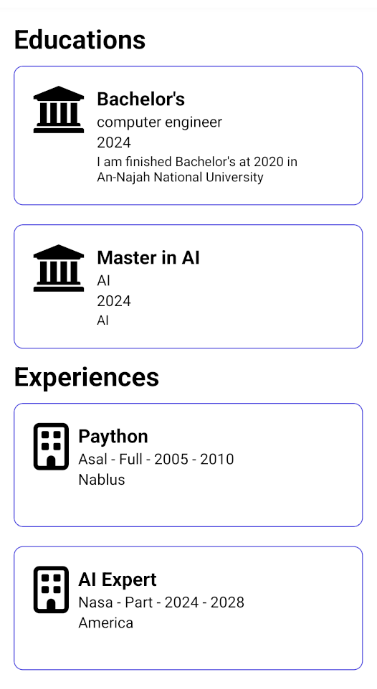 Educations
Bachelor's
computer engineer
2024
I am finished Bachelor's at 2020 in
An-Najah National University
Master in AI
AI
2024
AI
Experiences
Paython
Asal - Full - 2005 - 2010
Nablus
AI Expert
Nasa - Part - 2024 - 2028
America